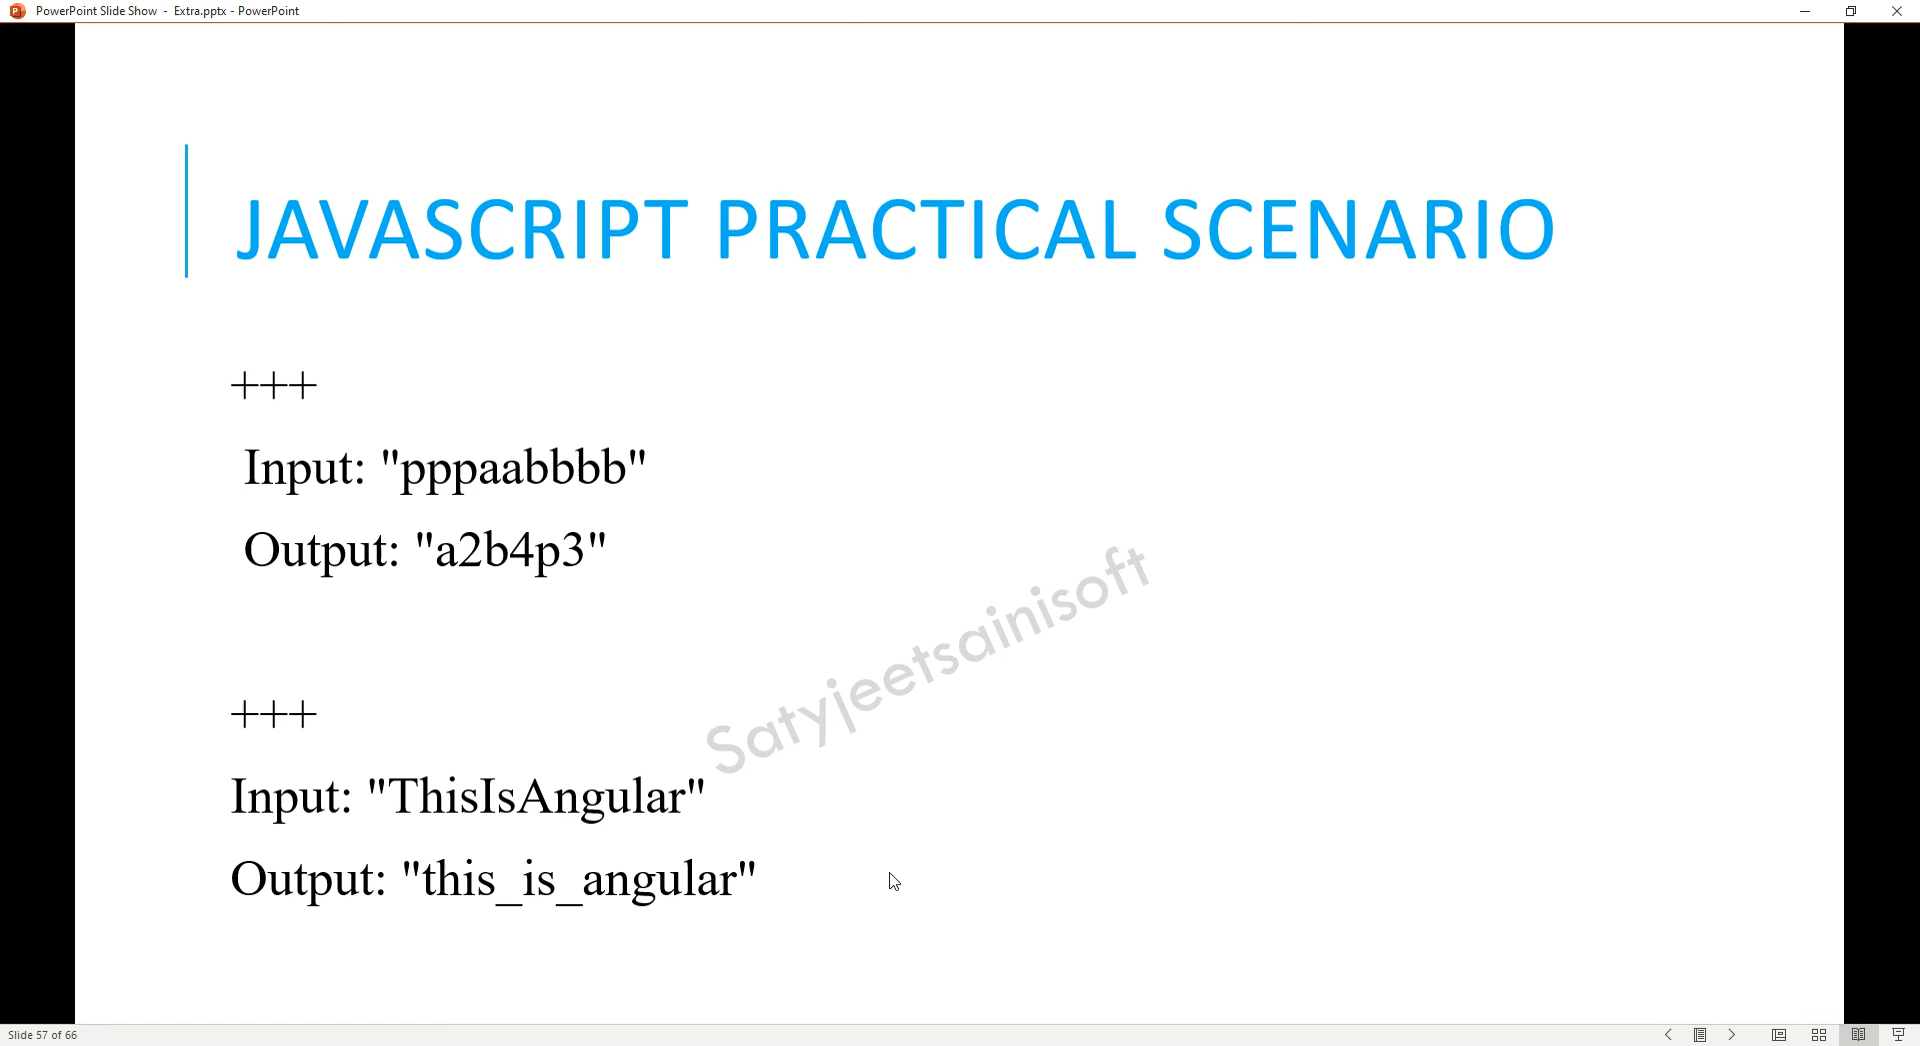 PowerPoint Slide Show - Extra.pptx - PowerPoint
JAVASCRIPT PRACTICAL SCENARIO
+++
Input: "pppaabbbb"
Output: "a2b4p3"
Satyjeetsainisoft
+++
Input: "ThisIsAngular"
Output: "this_is_angular"
Slide 57 of 66